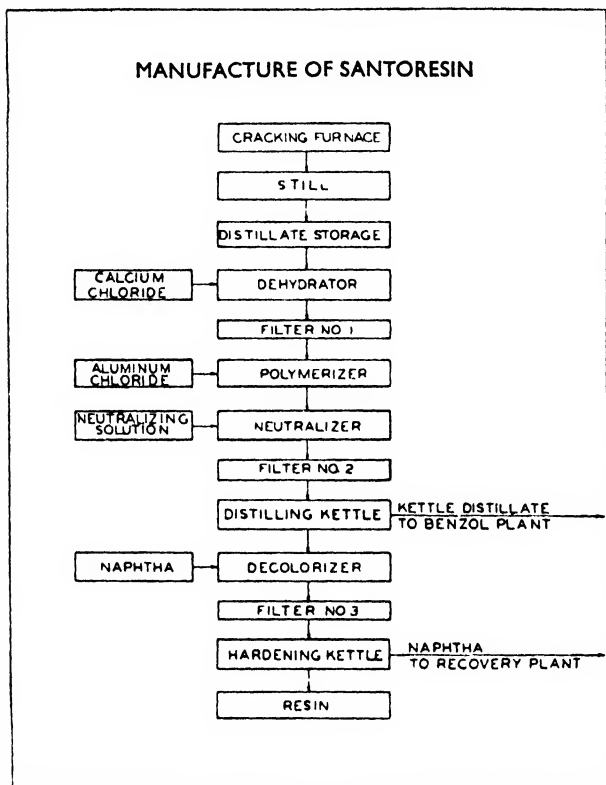 MANUFACTURE OF SANTORESIN
CRACKING FURNACE
STILL
DISTILLATE STORAGE
CALCIUM
CHLORIDE
DEHYDRATOR
FILTER NO 1
ALUMINUM
CHLORIDE
POLYMERIZER
NEUTRALIZING
SOLUTION
NEUTRALIZER
FILTER NO. 2
DISTILLING KETTLE
KETTLE DISTILLATE
TO BENZOL PLANT
NAPHTHA
DECOLORIZER
FILTER NO 3
HARDENING KETTLE
NAPHTHA
TO RECOVERY PLANT
RESIN